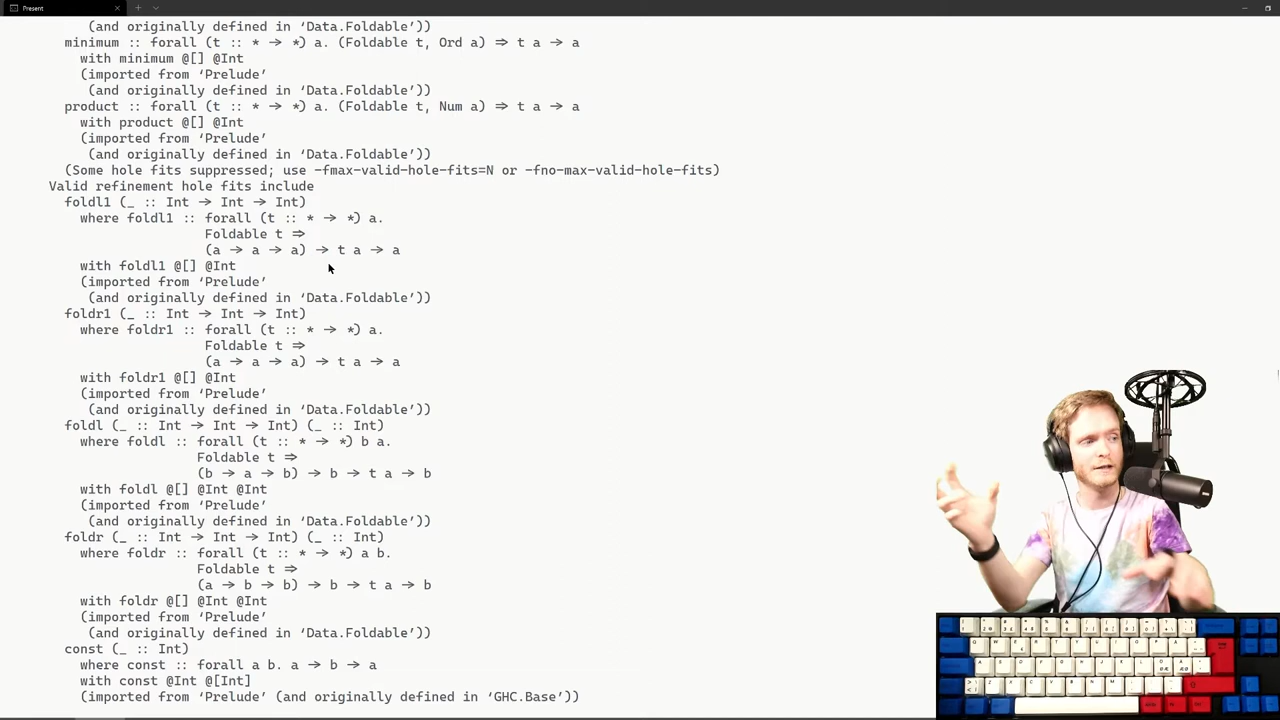 Present
(and originally defined in ‘Data.Foldable’))
minimum :: forall (t :: * → *) a. (Foldable t, Ord a) ⇒ t a → a
with minimum @[] @Int
(imported from ‘Prelude’
(and originally defined in ‘Data.Foldable’))
product :: forall (t :: * → *) a. (Foldable t, Num a) ⇒ t a → a
with product @[] @Int
(imported from ‘Prelude’
(and originally defined in ‘Data.Foldable’))
(Some hole fits suppressed; use -fmax-valid-hole-fits=N or -fno-max-valid-hole-fits)
Valid refinement hole fits include
foldl1 (_ :: Int → Int → Int)
where foldl1 :: forall (t :: * → *) a.
Foldable t ⇒
(a → a → a) → t a → a
with foldl1 @[] @Int
(imported from ‘Prelude’
(and originally defined in ‘Data.Foldable’))
foldr1 (_ :: Int → Int → Int)
where foldr1 :: forall (t :: * → *) a.
Foldable t ⇒
(a → a → a) → t a → a
with foldr1 @[] @Int
(imported from ‘Prelude’
(and originally defined in ‘Data.Foldable’))
foldl (_ :: Int → Int → Int) (_ :: Int)
where foldl :: forall (t :: * → *) b a.
Foldable t ⇒
(b → a → b) → b → t a → b
with foldl @[] @Int @Int
(imported from ‘Prelude’
(and originally defined in ‘Data.Foldable’))
foldr (_ :: Int → Int → Int) (_ :: Int)
where foldr :: forall (t :: * → *) a b.
Foldable t ⇒
(a → b → b) → b → t a → b
with foldr @[] @Int @Int
(imported from ‘Prelude’
(and originally defined in ‘Data.Foldable’))
const (_ :: Int)
where const :: forall a b. a → b → a
with const @Int @[Int]
(imported from ‘Prelude’ (and originally defined in ‘GHC.Base’))